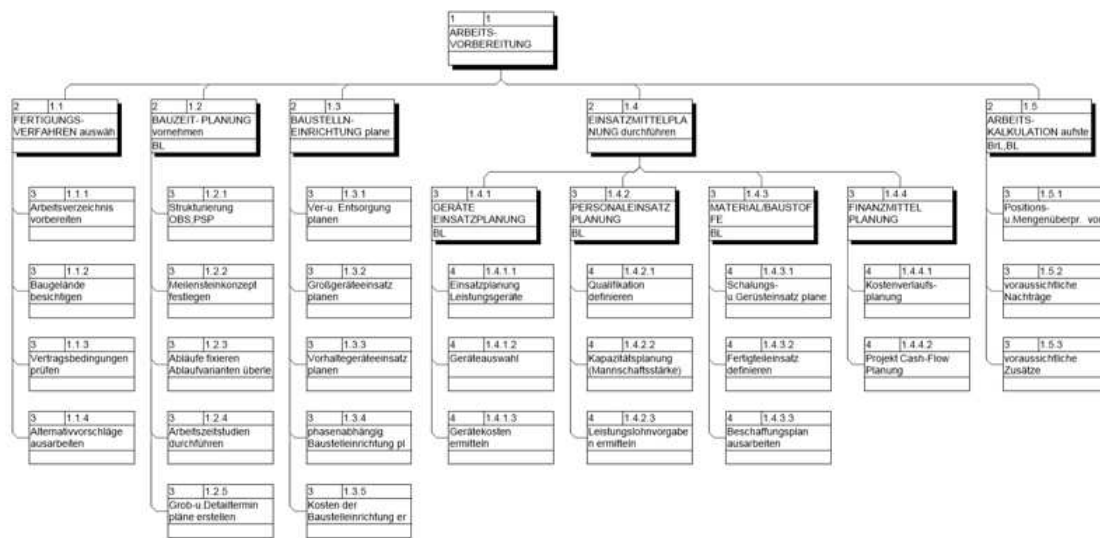 1 1
ARBEITS-
VORBEREITUNG
2 1.1
FERTIGUNGS-
VERFAHREN auswäh
2 1.2
BAUZEIT- PLANUNG
vornehmen
BL
2 1.3
BAUSTELLN-
EINRICHTUNG plane
2 1.4
EINSATZMITTELPLA
NUNG durchführen
2 1.5
ARBEITS-
KALKULATION aufste
BrL,BL
3 1.1.1
Arbeitsverzeichnis
vorbereiten
3 1.1.2
Baugelände
besichtigen
3 1.1.3
Vertragsbedingungen
prüfen
3 1.1.4
Alternativvorschläge
ausarbeiten
3 1.2.1
Strukturierung
OBS,PSP
3 1.2.2
Meilensteinkonzept
festlegen
3 1.2.3
Abläufe fixieren
Ablaufvarianten überle
3 1.2.4
Arbeitszeitstudien
durchführen
3 1.2.5
Grob-u.Detailtermin
pläne erstellen
3 1.3.1
Ver-u. Entsorgung
planen
3 1.3.2
Großgeräteeinsatz
planen
3 1.3.3
Vorhaltegeräteeinsatz
planen
3 1.3.4
phasenabhängig
Baustelleinrichtung pl
3 1.3.5
Kosten der
Baustelleinrichtung er
3 1.4.1
GERÄTE
EINSATZPLANUNG
BL
4 1.4.1.1
Einsatzplanung
Leistungsgeräte
4 1.4.1.2
Geräteauswahl
4 1.4.1.3
Gerätekosten
ermitteln
3 1.4.2
PERSONALEINSATZ
PLANUNG
BL
4 1.4.2.1
Qualifikation
definieren
4 1.4.2.2
Kapazitätsplanung
(Mannschaftsstärke)
4 1.4.2.3
Leistungslohnvorgabe
n ermitteln
3 1.4.3
MATERIAL/BAUSTOF
FE
BL
4 1.4.3.1
Schalungs-
u.Gerüsteinsatz plane
4 1.4.3.2
Fertigteileinsatz
definieren
4 1.4.3.3
Beschaffungsplan
ausarbeiten
3 1.4.4
FINANZMITTEL
PLANUNG
4 1.4.4.1
Kostenverlaufs-
planung
4 1.4.4.2
Projekt Cash-Flow
Planung
3 1.5.1
Positions-
u.Mengenüberpr. vor
3 1.5.2
voraussichtliche
Nachträge
3 1.5.3
voraussichtliche
Zusätze